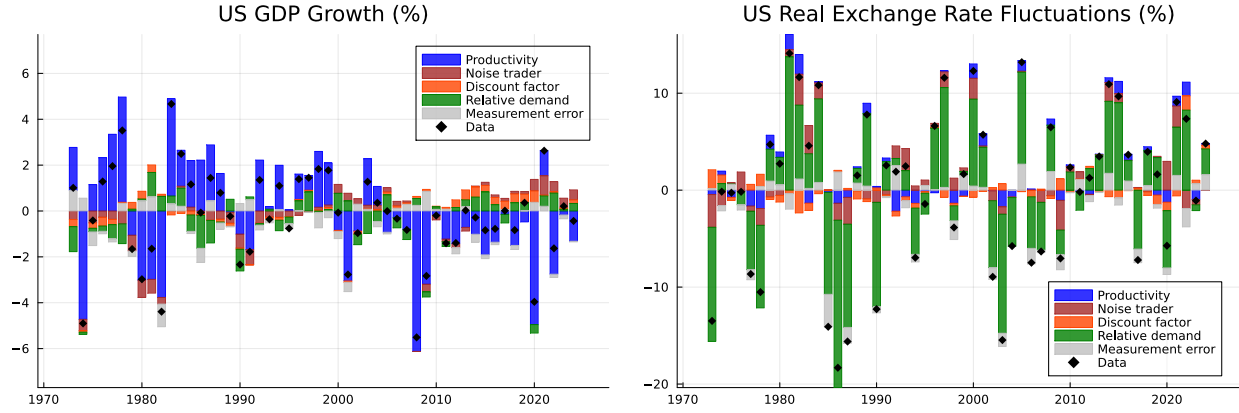 US GDP Growth (%)
6
4
2
0
−2
−4
−6
1970
1980
1990
2000
2010
2020
Productivity
Noise trader
Discount factor
Relative demand
Measurement error
Data
US Real Exchange Rate Fluctuations (%)
10
0
−10
−20
1970
1980
1990
2000
2010
2020
Productivity
Noise trader
Discount factor
Relative demand
Measurement error
Data